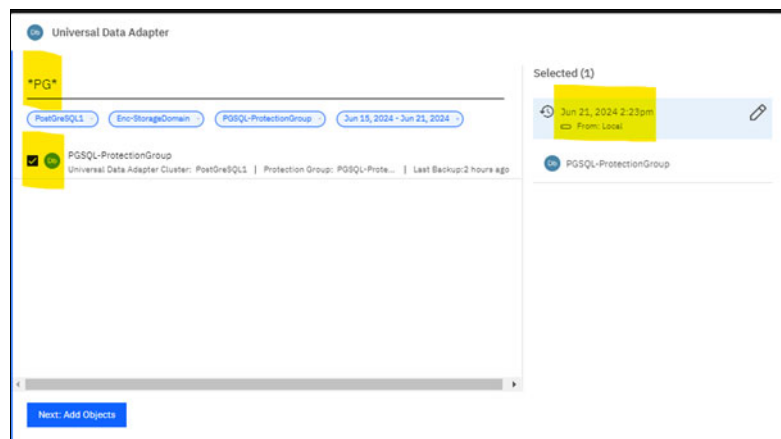 Universal Data Adapter
*PG*
PostGreSQL1
Enc-StorageDomain
PGSQL-ProtectionGroup
Jun 15, 2024 - Jun 21, 2024
PGSQL-ProtectionGroup
Universal Data Adapter Cluster: PostGreSQL1 | Protection Group: PGSQL-Prote... | Last Backup:2 hours ago
Next: Add Objects
Selected (1)
Jun 21, 2024 2:23pm
From: Local
Db PGSQL-ProtectionGroup